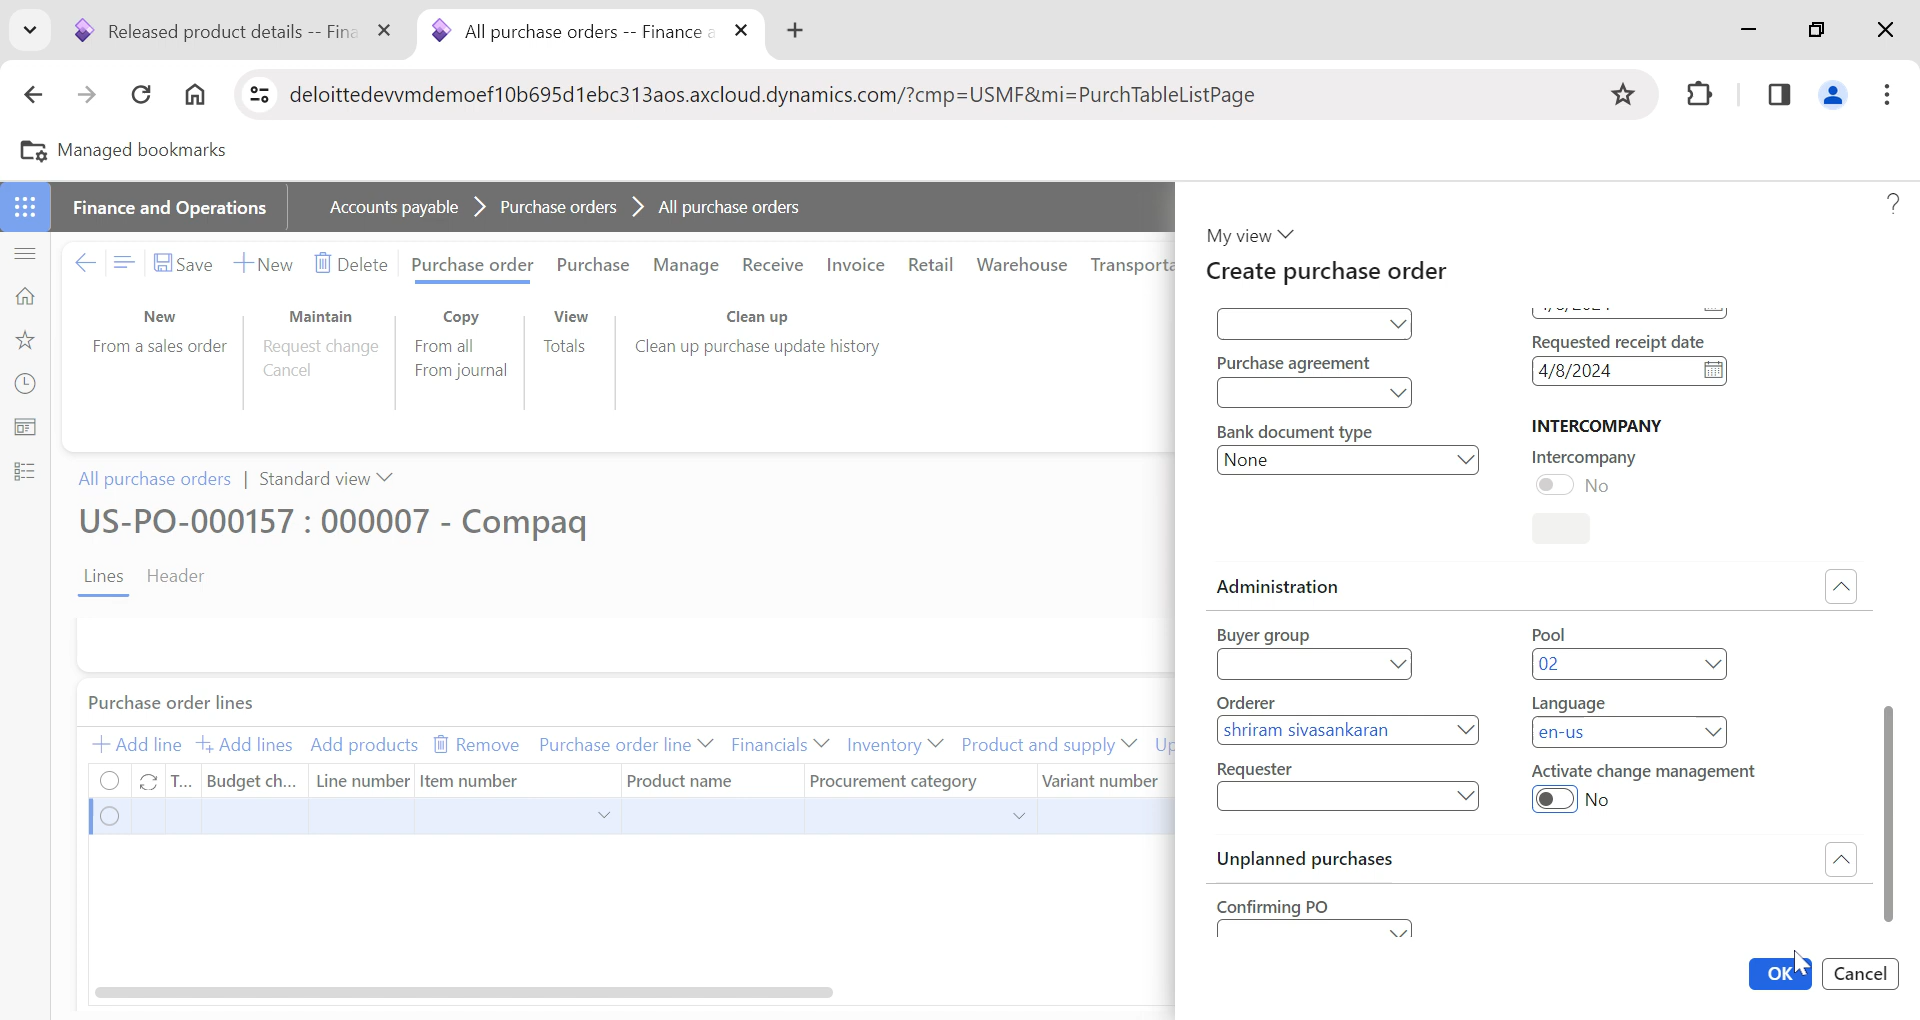 Released product details -- Fina
All purchase orders -- Finance a
deloittedevvmdemoef10b695d1ebc313aos.axcloud.dynamics.com/?cmp=USMF&mi=PurchTableListPage
Managed bookmarks
Finance and Operations
Accounts payable
Purchase orders
All purchase orders
Save
New
Delete
Purchase order
Purchase
Manage
Receive
Invoice
Retail
Warehouse
Transporta
New
Maintain
Copy
View
Clean up
From a sales order
Request change
Cancel
From all
From journal
Totals
Clean up purchase update history
All purchase orders | Standard view
US-PO-000157 : 000007 - Compaq
Lines
Header
Purchase order lines
Add line
Add lines
Add products
Remove
Purchase order line
Financials
Inventory
Product and supply
Up
T...
Budget ch...
Line number
Item number
Product name
Procurement category
Variant number
?
My view
Create purchase order
Purchase agreement
Bank document type
None
Requested receipt date
4/8/2024
INTERCOMPANY
Intercompany
No
Administration
Buyer group
Orderer
shriram sivasankaran
Requester
Pool
02
Language
en-us
Activate change management
No
Unplanned purchases
Confirming PO
OK
Cancel